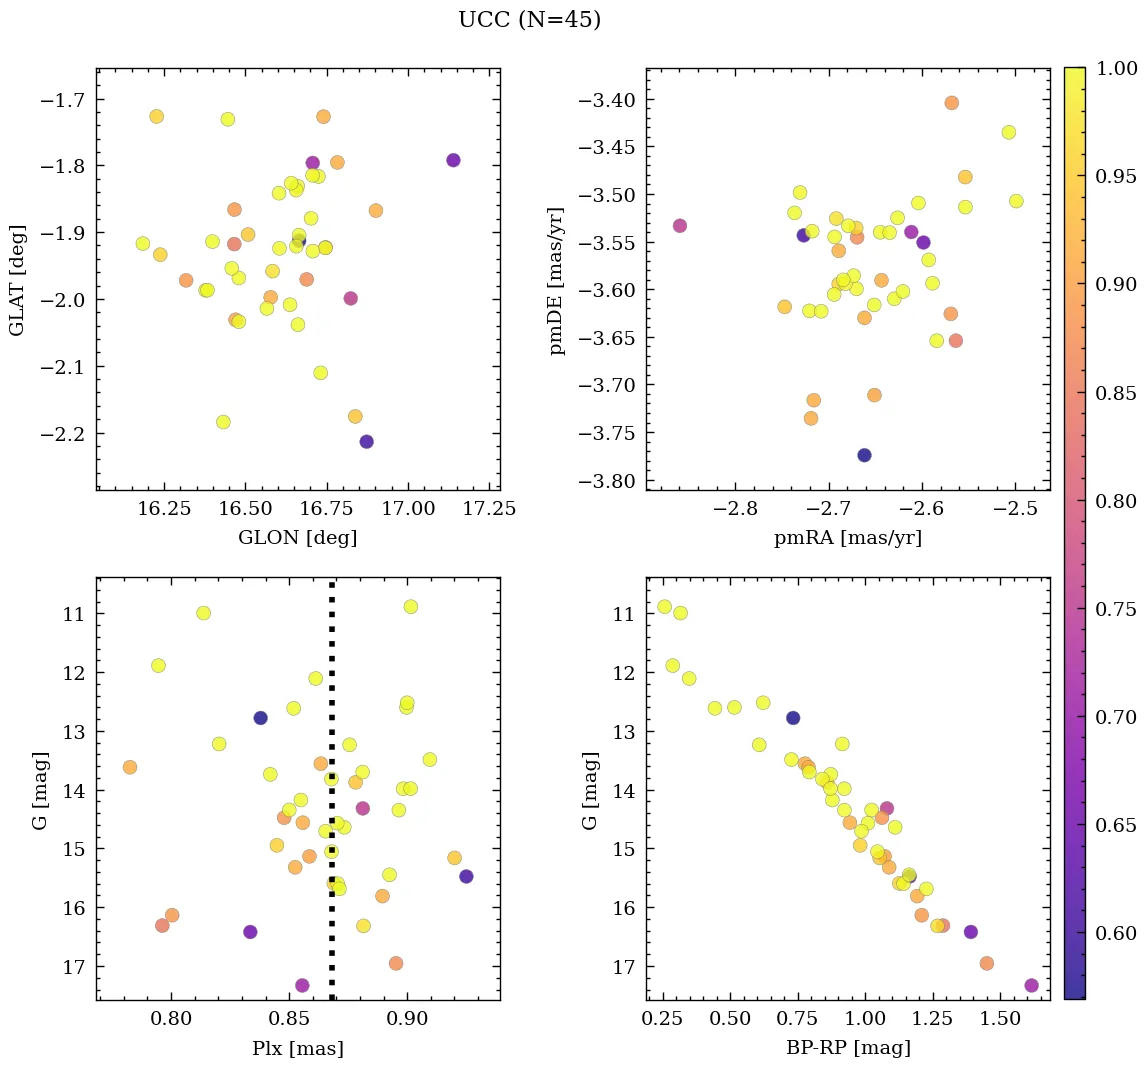 UCC (N=45)
−1.7
−1.8
−1.9
−2.0
−2.1
−2.2
GLAT [deg]
16.25 16.50 16.75 17.00 17.25
GLON [deg]
−3.40
−3.45
−3.50
−3.55
−3.60
−3.65
−3.70
−3.75
−3.80
pmDE [mas/yr]
−2.8 −2.7 −2.6 −2.5
pmRA [mas/yr]
11
12
13
14
15
16
17
G [mag]
0.80 0.85 0.90
Plx [mas]
11
12
13
14
15
16
17
G [mag]
0.25 0.50 0.75 1.00 1.25 1.50
BP-RP [mag]
1.00
0.95
0.90
0.85
0.80
0.75
0.70
0.65
0.60